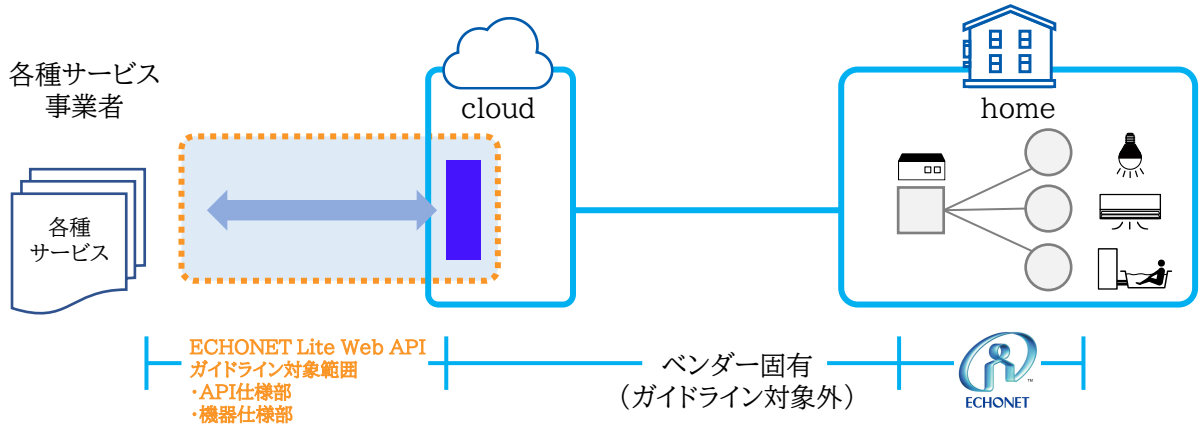 各種サービス
事業者
cloud
home
各種
サービス
ECHONET Lite Web API
ガイドライン対象範囲
・API仕様部
・機器仕様部
ベンダー固有
（ガイドライン対象外）
™
ECHONET